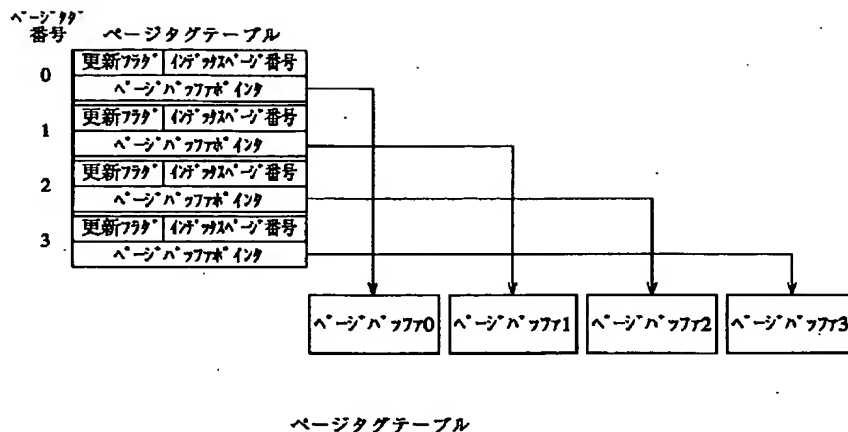 ページタグ
番号 ページタグテーブル
0
更新フラグ インデックスページ番号
ページバッファポインタ
1
更新フラグ インデックスページ番号
ページバッファポインタ
2
更新フラグ インデックスページ番号
ページバッファポインタ
3
更新フラグ インデックスページ番号
ページバッファポインタ
ページバッファ0 ページバッファ1 ページバッファ2 ページバッファ3
ページタグテーブル